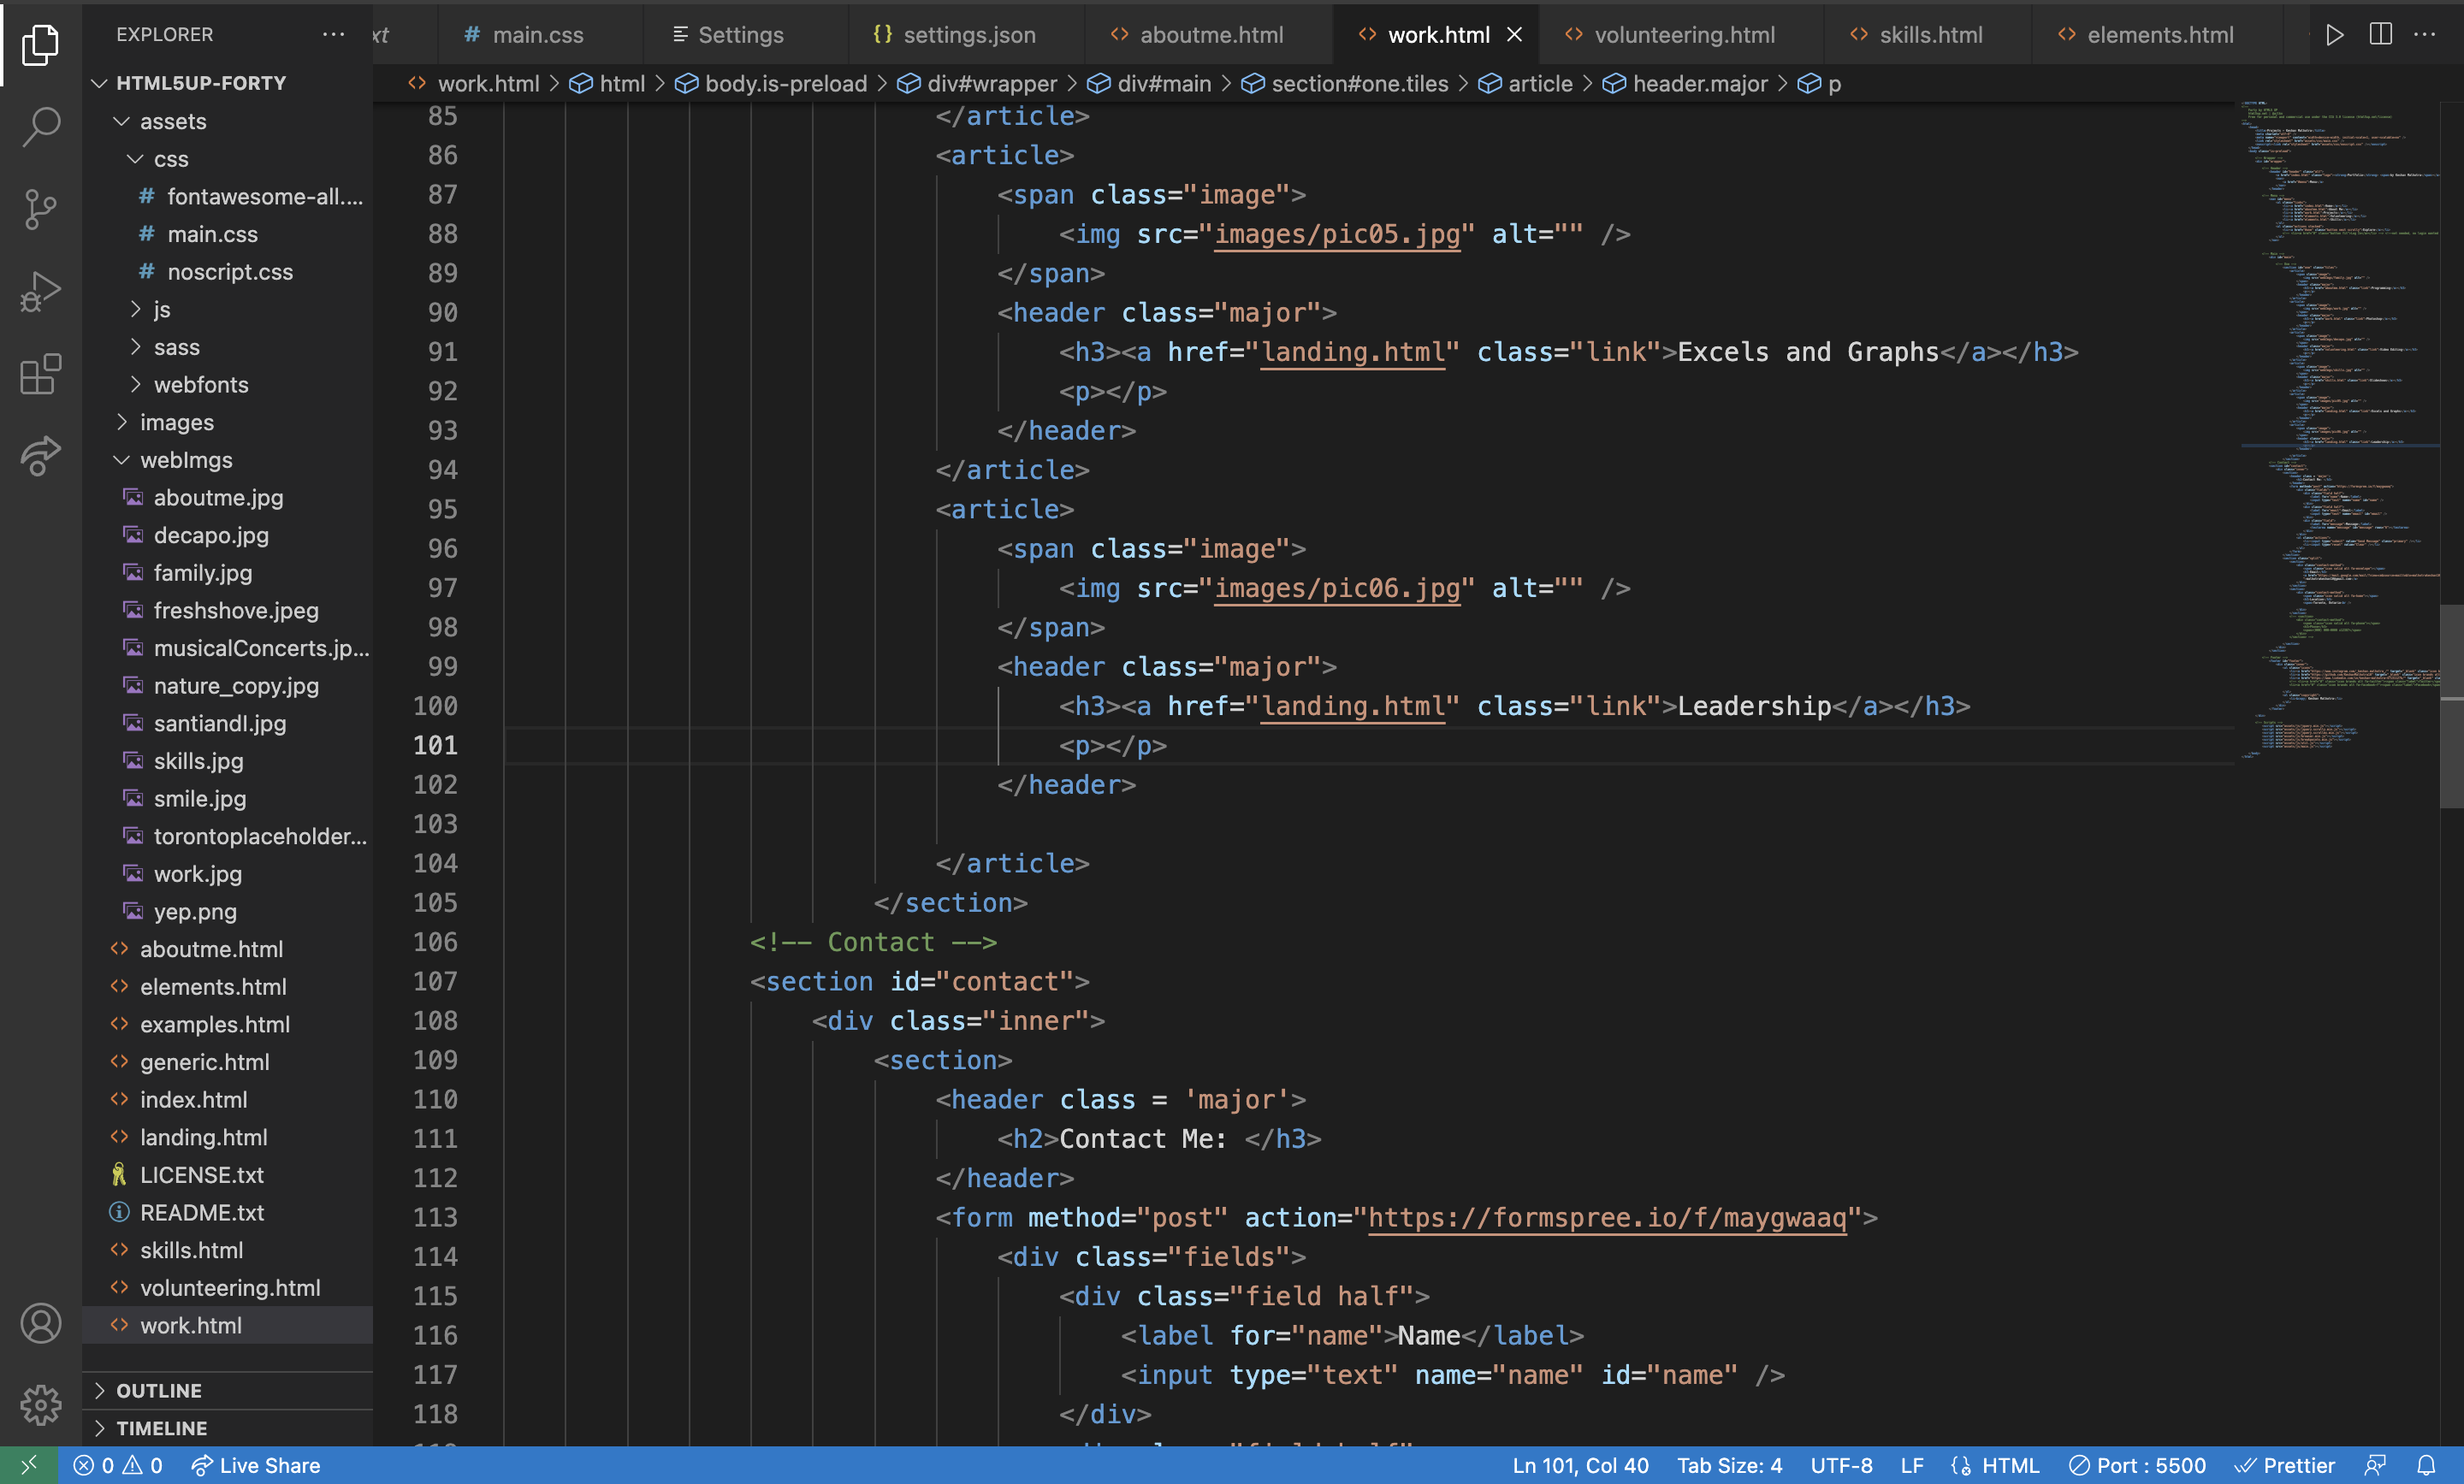 EXPLORER
HTML5UP-FORTY
assets
css
fontawesome-all....
main.css
noscript.css
js
sass
webfonts
images
webImgs
aboutme.jpg
decapo.jpg
family.jpg
freshshove.jpeg
musicalConcerts.jp...
nature_copy.jpg
santiandI.jpg
skills.jpg
smile.jpg
torontoplaceholder...
work.jpg
yep.png
aboutme.html
elements.html
examples.html
generic.html
index.html
landing.html
LICENSE.txt
README.txt
skills.html
volunteering.html
work.html
OUTLINE
TIMELINE
xt # main.css Settings {} settings.json <> aboutme.html <> work.html <> volunteering.html <> skills.html <> elements.html
<> work.html > html > body.is-preload > div#wrapper > div#main > section#one.tiles > article > header.major > p
85 </article>
86 <article>
87 <span class="image">
88 <img src="images/pic05.jpg" alt="" />
89 </span>
90 <header class="major">
91 <h3><a href="landing.html" class="link">Excels and Graphs</a></h3>
92 <p></p>
93 </header>
94 </article>
95 <article>
96 <span class="image">
97 <img src="images/pic06.jpg" alt="" />
98 </span>
99 <header class="major">
100 <h3><a href="landing.html" class="link">Leadership</a></h3>
101 <p></p>
102 </header>
103
104 </article>
105 </section>
106 <!-- Contact -->
107 <section id="contact">
108 <div class="inner">
109 <section>
110 <header class = 'major'>
111 <h2>Contact Me: </h3>
112 </header>
113 <form method="post" action="https://formspree.io/f/maygwaaq">
114 <div class="fields">
115 <div class="field half">
116 <label for="name">Name</label>
117 <input type="text" name="name" id="name" />
118 </div>
0 0 Live Share Ln 101, Col 40 Tab Size: 4 UTF-8 LF HTML Port : 5500 Prettier